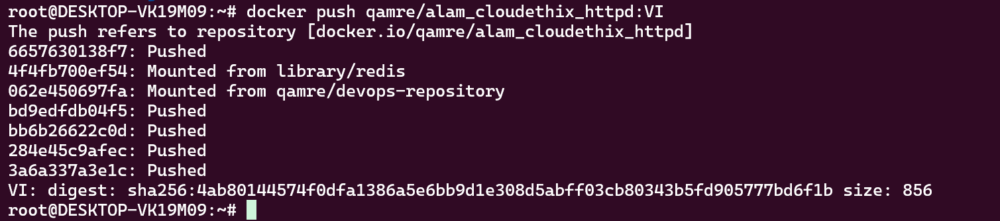 root@DESKTOP-VK19M09:~# docker push qamre/alam_cloudethix_httpd:VI
The push refers to repository [docker.io/qamre/alam_cloudethix_httpd]
6657630138f7: Pushed
4f4fb700ef54: Mounted from library/redis
062e450697fa: Mounted from qamre/devops-repository
bd9edfdb04f5: Pushed
bb6b26622c0d: Pushed
284e45c9afec: Pushed
3a6a337a3e1c: Pushed
VI: digest: sha256:4ab80144574f0dfa1386a5e6bb9d1e308d5abff03cb80343b5fd905777bd6f1b size: 856
root@DESKTOP-VK19M09:~#